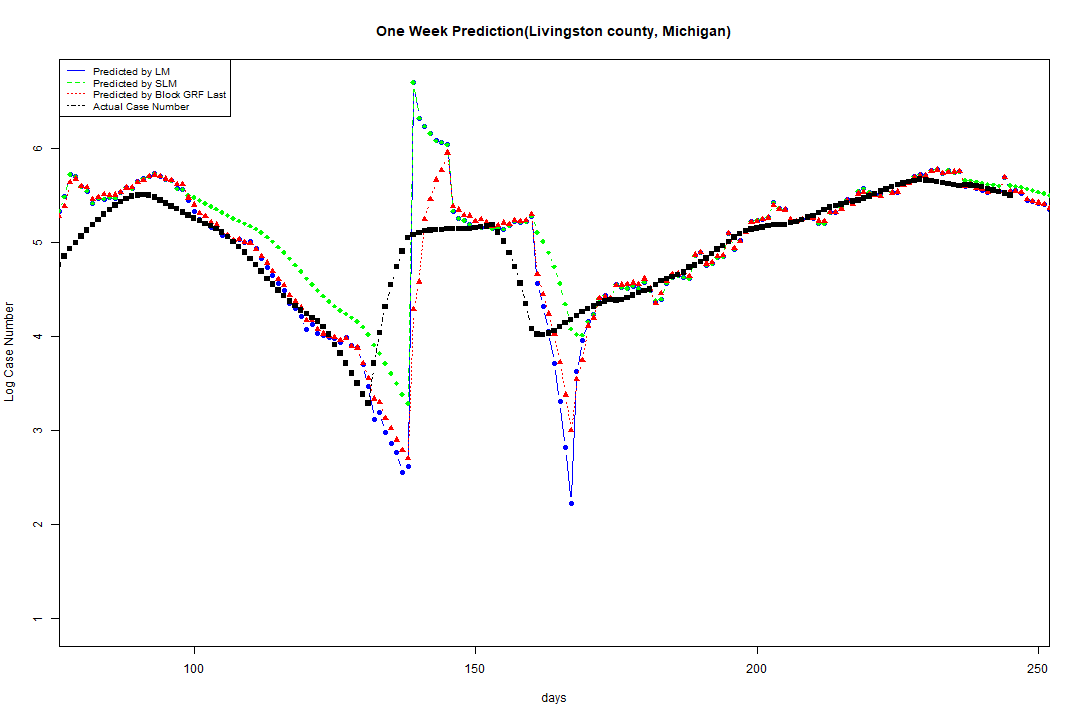 One Week Prediction(Livingston county, Michigan)
Predicted by LM
Predicted by SLM
Predicted by Block GRF Last
Actual Case Number
Log Case Number
6
5
4
3
2
1
100 150 200 250
days